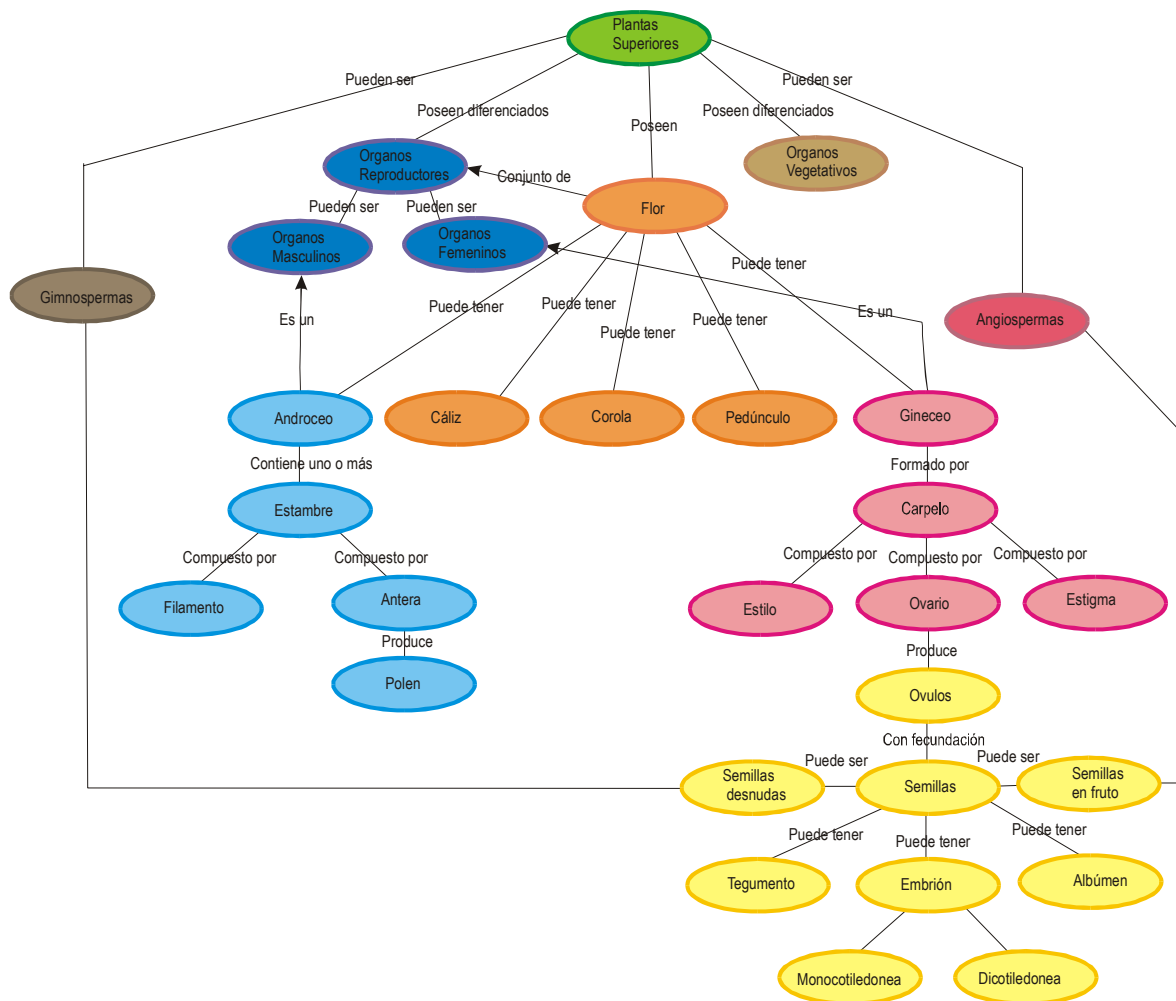 Plantas
Superiores
Pueden ser
Pueden ser
Poseen diferenciados
Poseen
Poseen diferenciados
Organos
Reproductores
Organos
Vegetativos
Conjunto de
Pueden ser
Pueden ser
Flor
Organos
Masculinos
Organos
Femeninos
Puede tener
Gimnospermas
Angiospermas
Es un
Puede tener
Puede tener
Puede tener
Puede tener
Es un
Androceo
Cáliz
Corola
Pedúnculo
Gineceo
Contiene uno o más
Formado por
Estambre
Carpelo
Compuesto por
Compuesto por
Compuesto por
Compuesto por
Compuesto por
Filamento
Antera
Estilo
Ovario
Estigma
Produce
Produce
Polen
Ovulos
Con fecundación
Puede ser
Puede ser
Semillas
desnudas
Semillas
Semillas
en fruto
Puede tener
Puede tener
Puede tener
Tegumento
Embrión
Albúmen
Monocotiledonea
Dicotiledonea